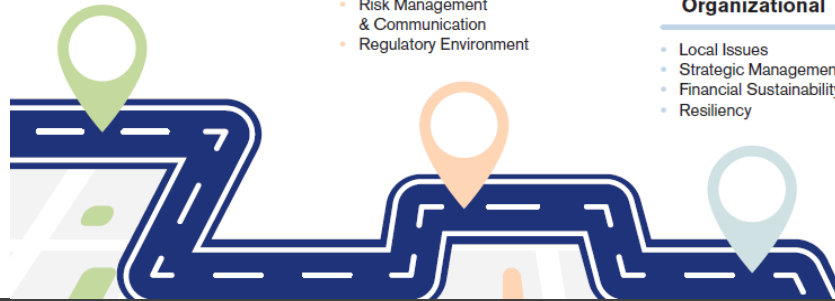 Risk Management
& Communication
Regulatory Environment
Organizational
Local Issues
Strategic Managemen
Financial Sustainability
Resiliency